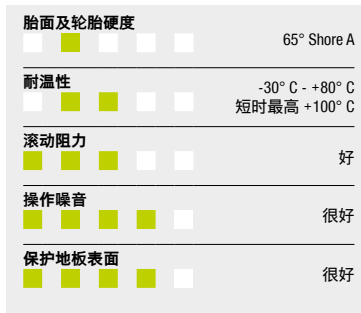 胎面及轮胎硬度
65° Shore A
耐温性
-30° C - +80° C
短时最高 +100° C
滚动阻力
好
操作噪音
很好
保护地板表面
很好